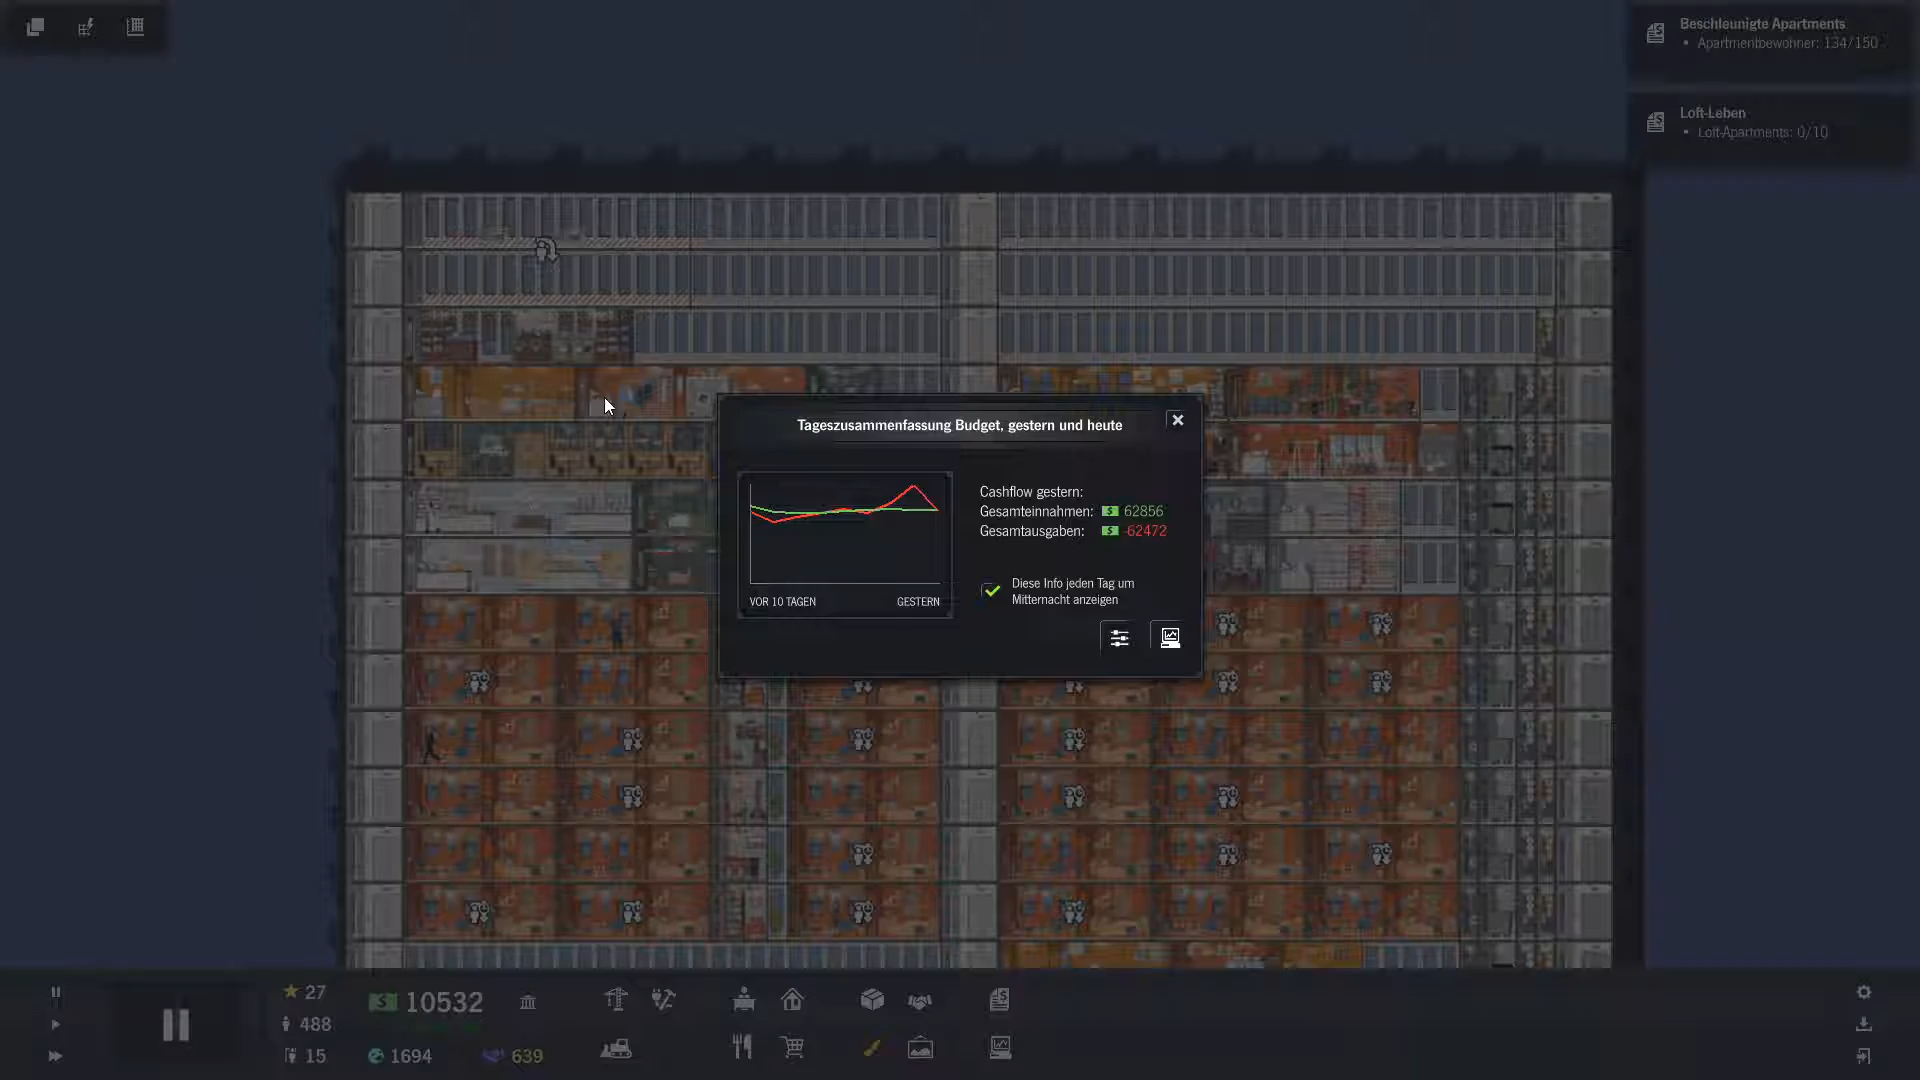 Beschleunigte Apartments
• Apartmentbewohner: 134/150
Loft-Leben
• Loft-Apartments: 0/10
Tageszusammenfassung Budget, gestern und heute
Cashflow gestern:
Gesamteinnahmen: 62856
Gesamtausgaben: -62472
Diese Info jeden Tag um
Mitternacht anzeigen
VOR 10 TAGEN
GESTERN
27
10532
488
15
1694
639